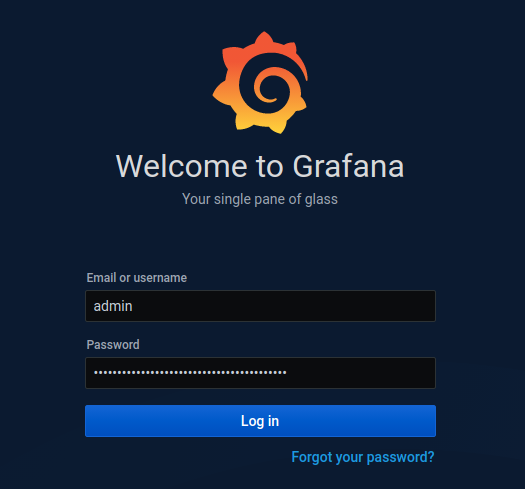 Welcome to Grafana
Your single pane of glass
Email or username
admin
Password
Log in
Forgot your password?